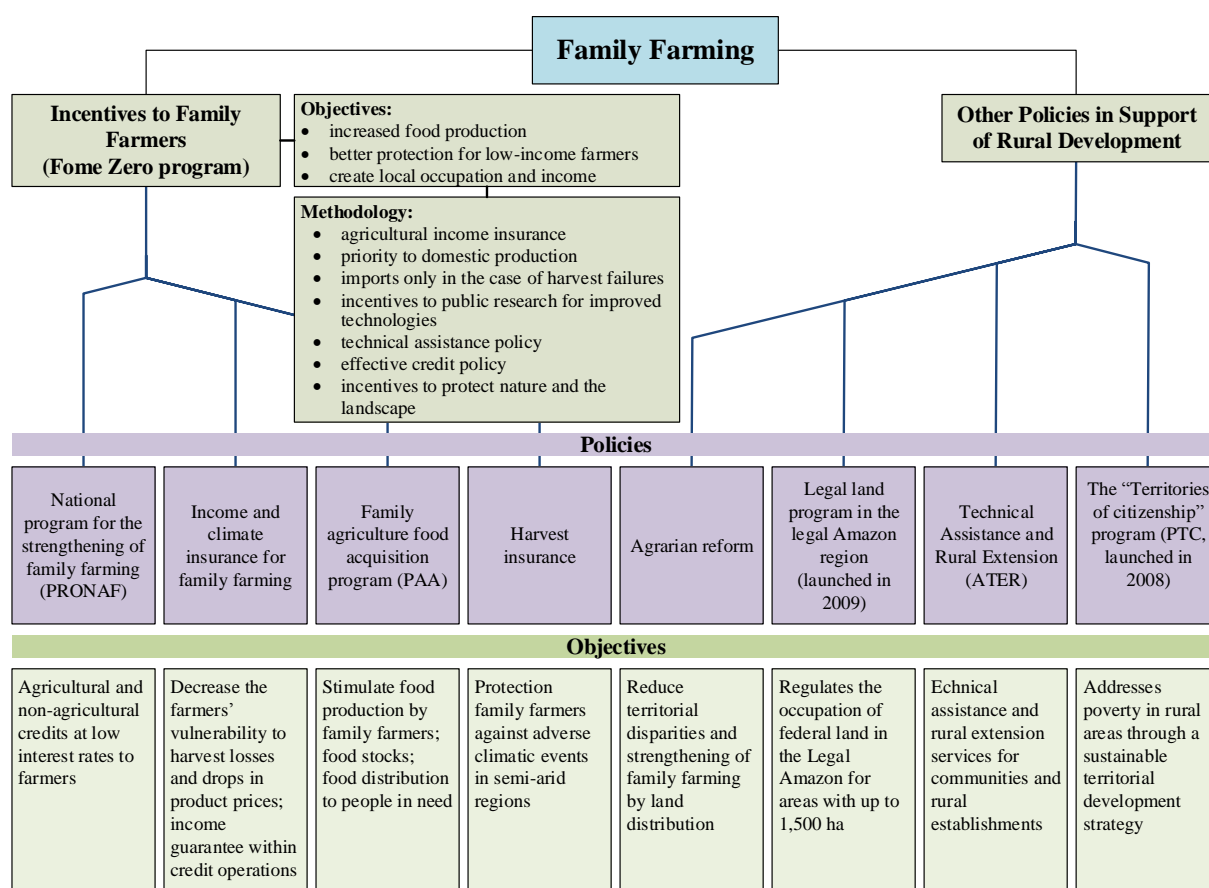 Family Farming
Incentives to Family
Farmers
(Fome Zero program)
Objectives:
• increased food production
• better protection for low-income farmers
• create local occupation and income
Other Policies in Support
of Rural Development
Methodology:
• agricultural income insurance
• priority to domestic production
• imports only in the case of harvest failures
• incentives to public research for improved
technologies
• technical assistance policy
• effective credit policy
• incentives to protect nature and the
landscape
Policies
National
program for the
strengthening of
family farming
(PRONAF)
Income and
climate
insurance for
family farming
Family
agriculture food
acquisition
program (PAA)
Harvest
insurance
Agrarian reform
Legal land
program in the
legal Amazon
region
(launched in
2009)
Technical
Assistance and
Rural Extension
(ATER)
The “Territories
of citizenship”
program (PTC,
launched in
2008)
Objectives
Agricultural and
non-agricultural
credits at low
interest rates to
farmers
Decrease the
farmers’
vulnerability to
harvest losses
and drops in
product prices;
income
guarantee within
credit operations
Stimulate food
production by
family farmers;
food stocks;
food distribution
to people in need
Protection
family farmers
against adverse
climatic events
in semi-arid
regions
Reduce
territorial
disparities and
strengthening of
family farming
by land
distribution
Regulates the
occupation of
federal land in
the Legal
Amazon for
areas with up to
1,500 ha
Echnical
assistance and
rural extension
services for
communities and
rural
establishments
Addresses
poverty in rural
areas through a
sustainable
territorial
development
strategy